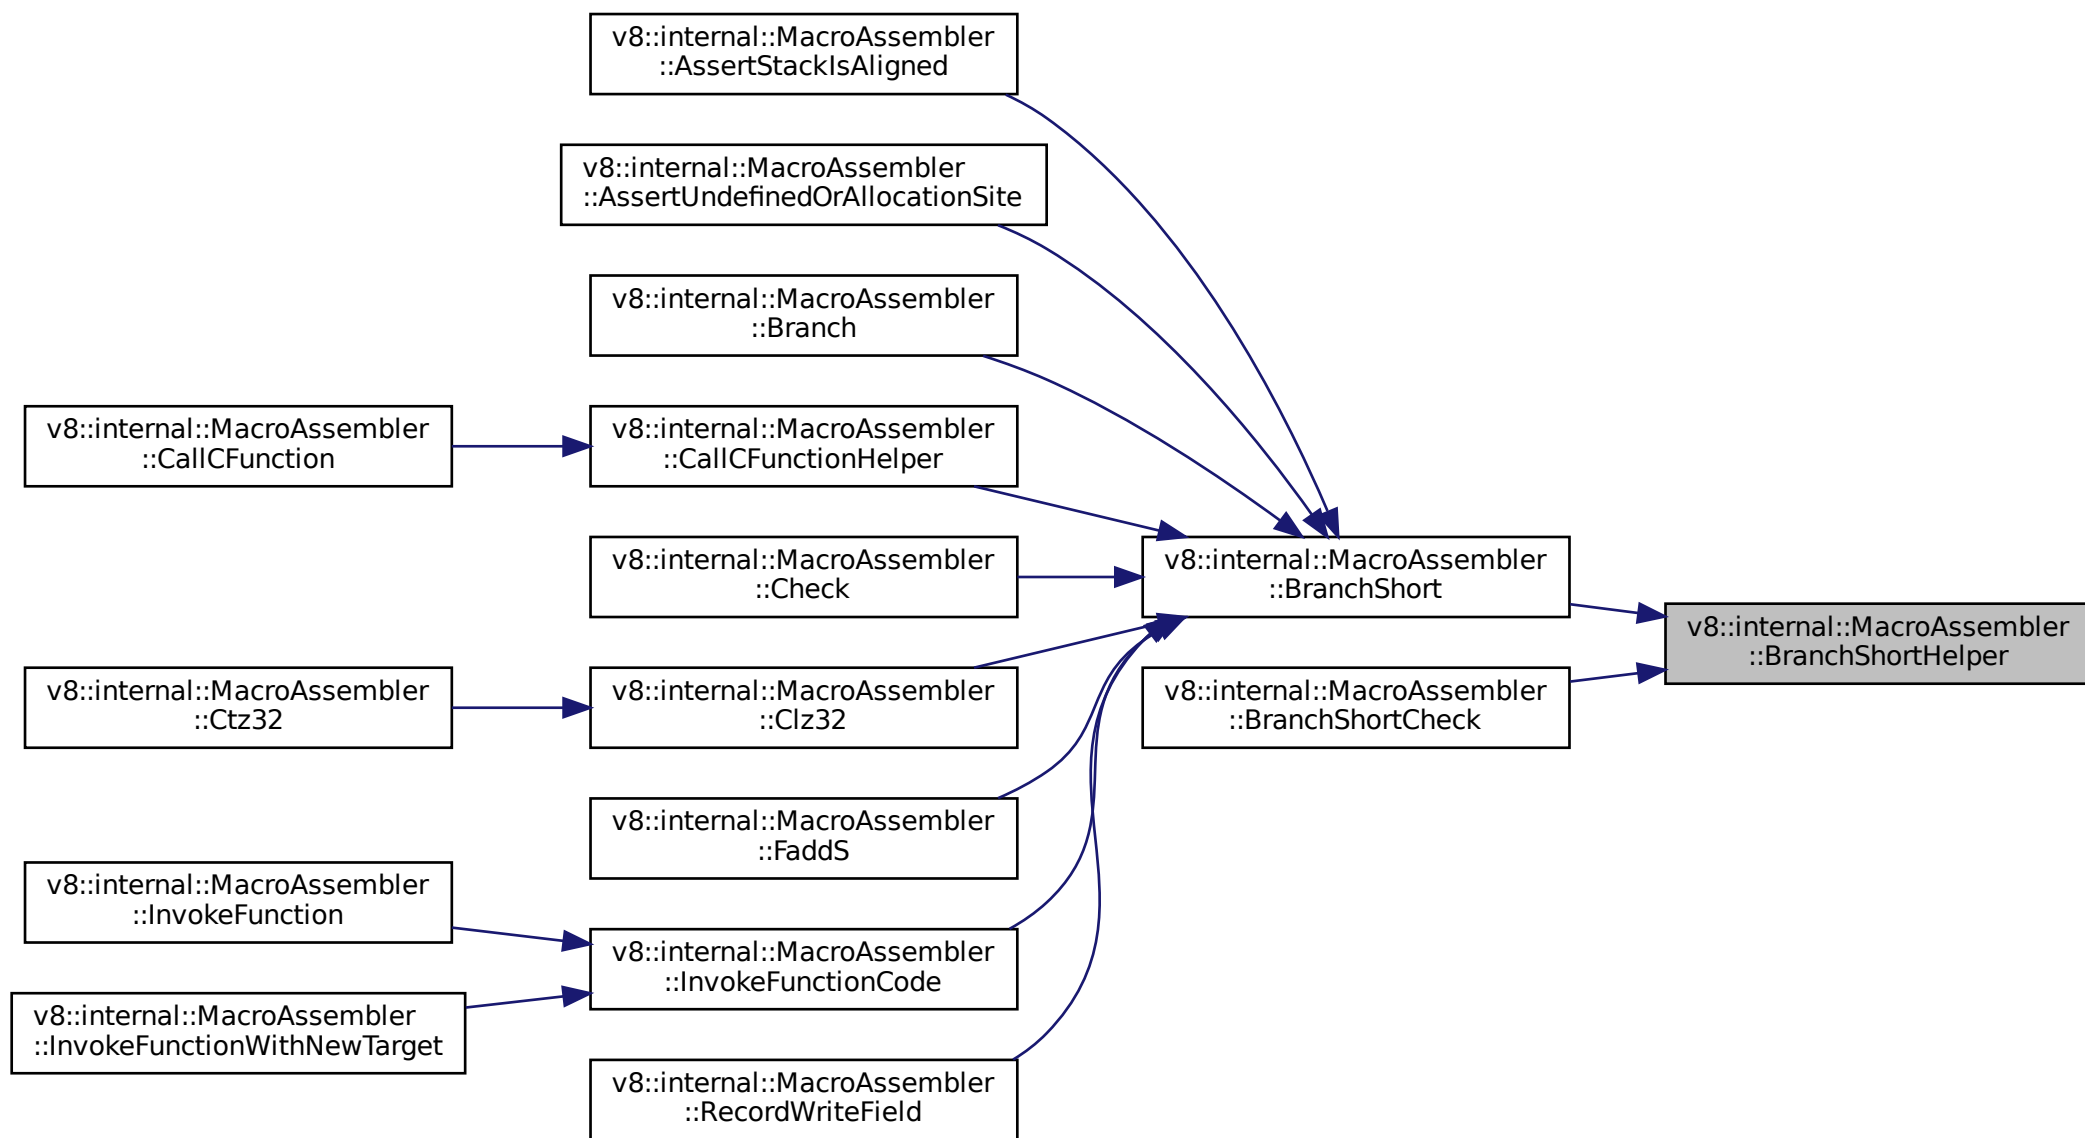 v8::internal::MacroAssembler
::AssertStackIsAligned
v8::internal::MacroAssembler
::AssertUndefinedOrAllocationSite
v8::internal::MacroAssembler
::Branch
v8::internal::MacroAssembler
::CallCFunction
v8::internal::MacroAssembler
::CallCFunctionHelper
v8::internal::MacroAssembler
::Check
v8::internal::MacroAssembler
::BranchShort
v8::internal::MacroAssembler
::BranchShortHelper
v8::internal::MacroAssembler
::Ctz32
v8::internal::MacroAssembler
::Clz32
v8::internal::MacroAssembler
::BranchShortCheck
v8::internal::MacroAssembler
::FaddS
v8::internal::MacroAssembler
::InvokeFunction
v8::internal::MacroAssembler
::InvokeFunctionCode
v8::internal::MacroAssembler
::InvokeFunctionWithNewTarget
v8::internal::MacroAssembler
::RecordWriteField